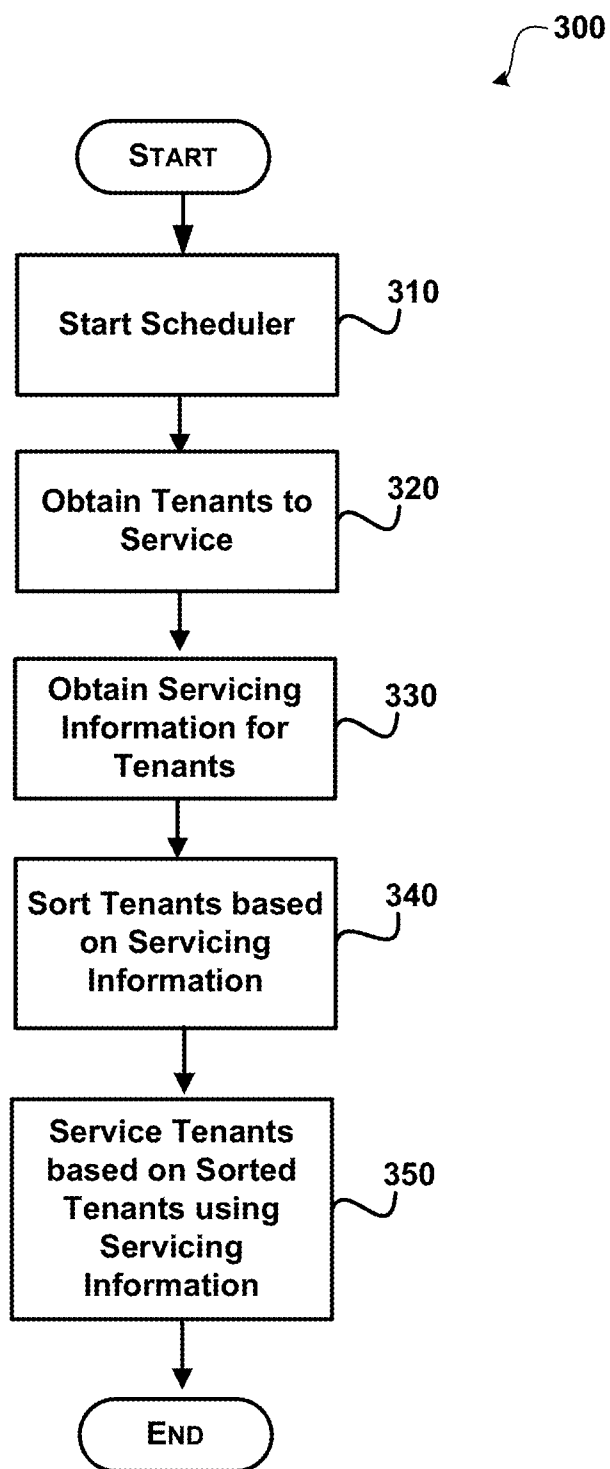 300
START
Start Scheduler
310
Obtain Tenants to
Service
320
Obtain Servicing
Information for
Tenants
330
Sort Tenants based
on Servicing
Information
340
Service Tenants
based on Sorted
Tenants using
Servicing
Information
350
END